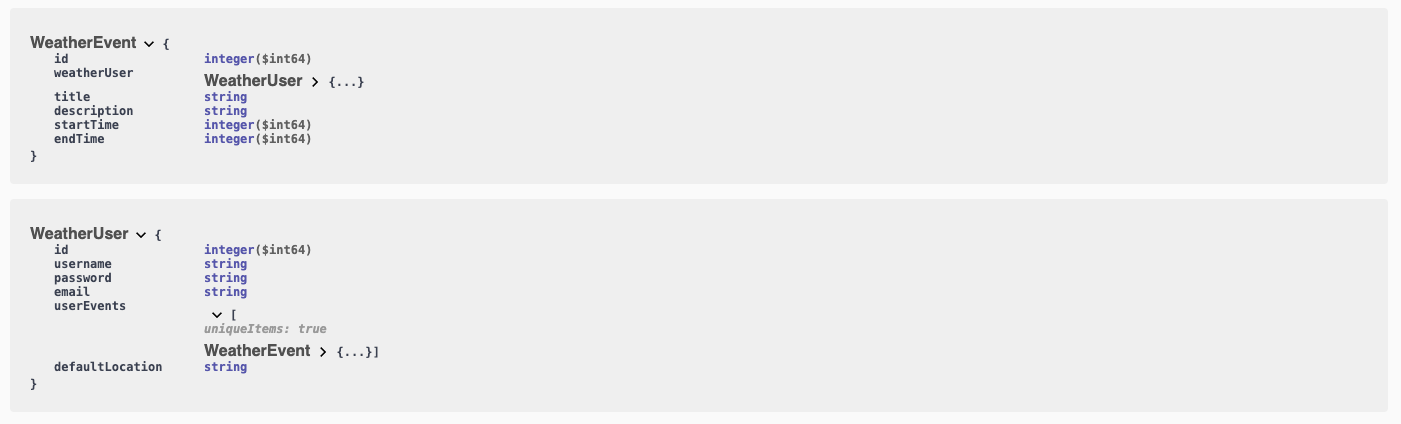 WeatherEvent {
id integer($int64)
weatherUser WeatherUser {...}
title string
description string
startTime integer($int64)
endTime integer($int64)
}
WeatherUser {
id integer($int64)
username string
password string
email string
userEvents [
uniqueItems: true
WeatherEvent {...}]
defaultLocation string
}